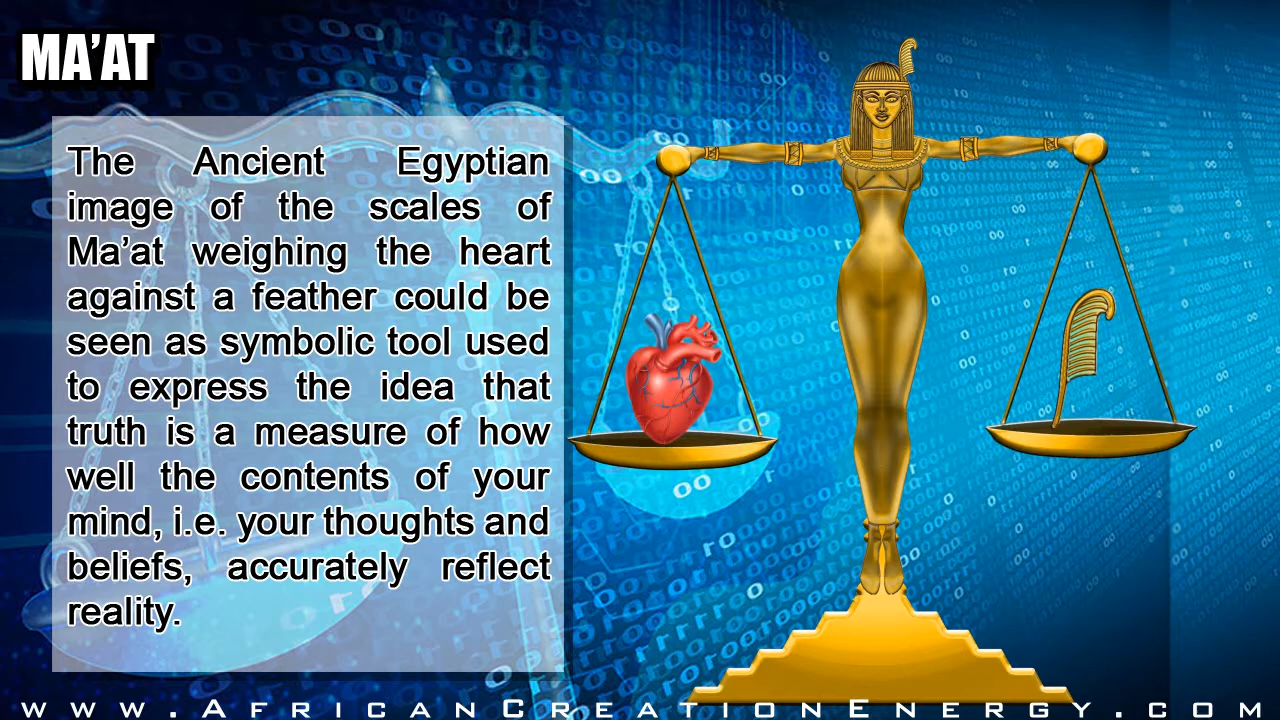 MA'AT
The Ancient Egyptian
image of the scales of
Ma'at weighing the heart
against a feather could be
seen as symbolic tool used
to express the idea that
truth is a measure of how
well the contents of your
mind, i.e. your thoughts and
beliefs, accurately reflect
reality.
www.AfricanCreationEnergy.com